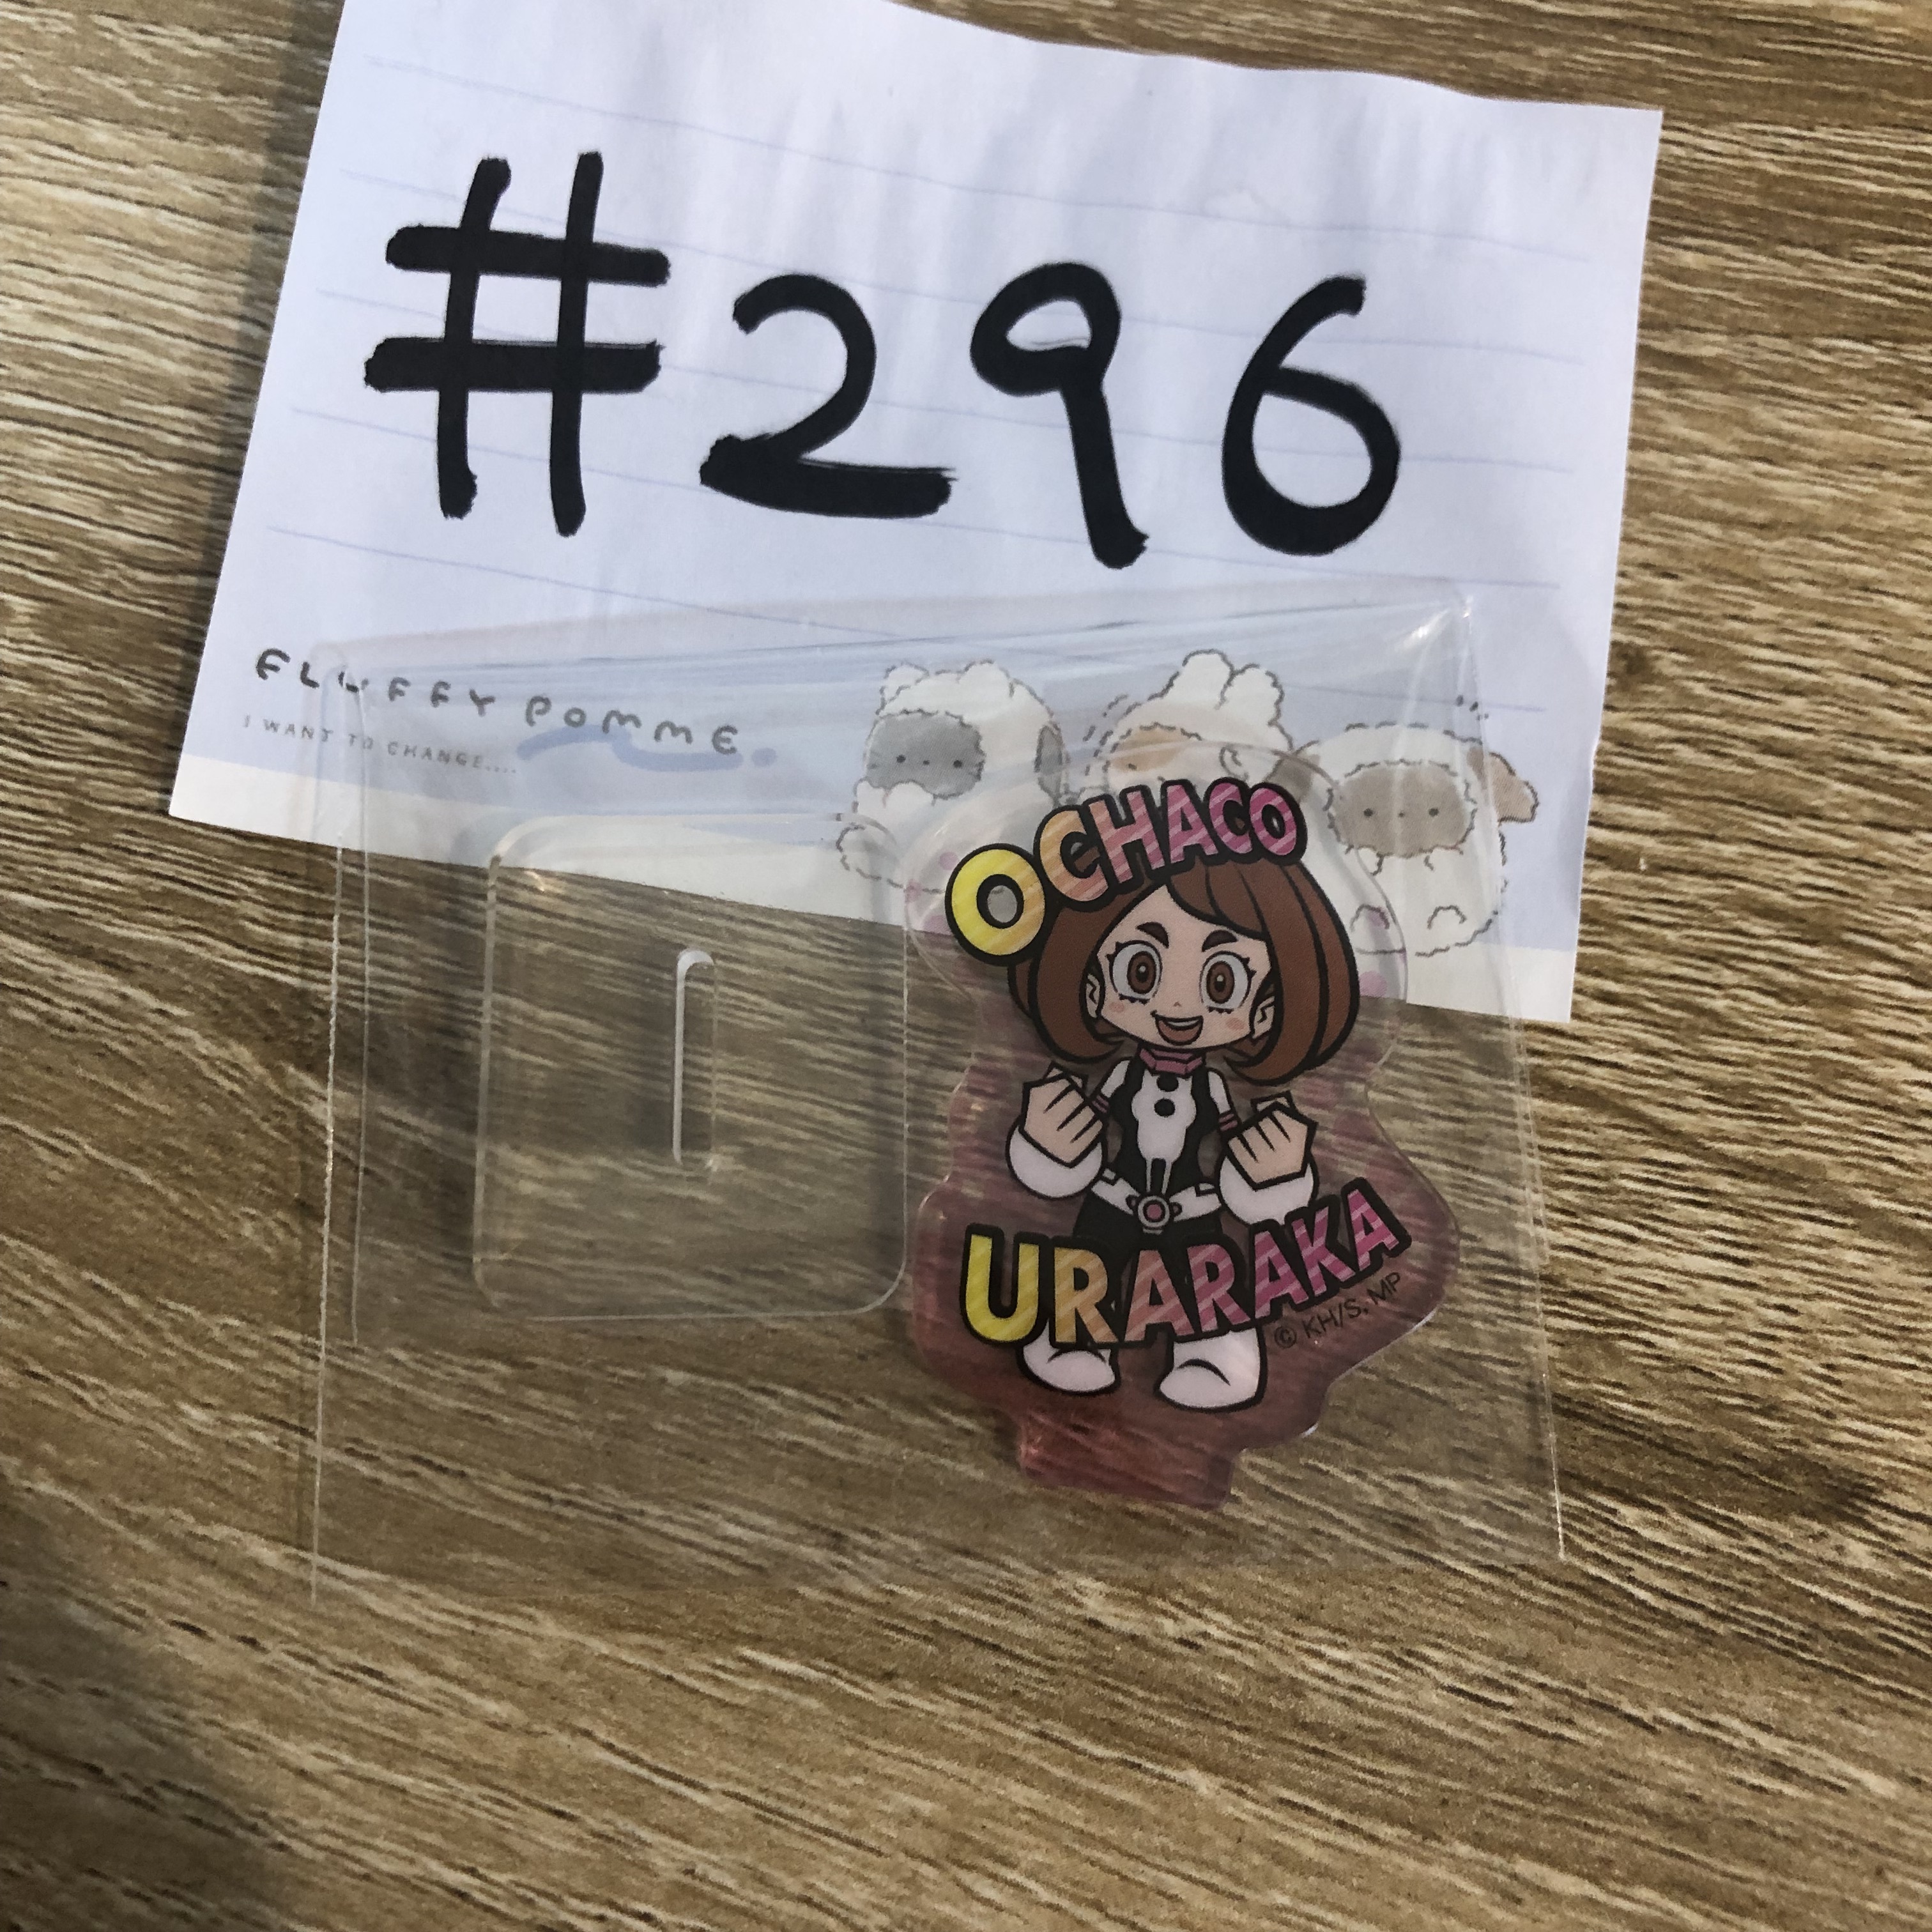 #296
FLUFFY POMME.
I WANT TO CHANGE....
OCHACO
URARAKA
© KH/S, MP